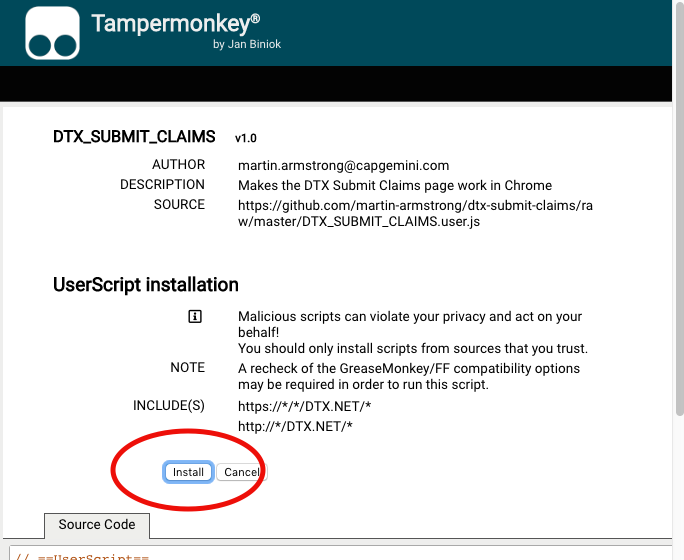 Tampermonkey®
by Jan Biniok
DTX_SUBMIT_CLAIMS v1.0
AUTHOR martin.armstrong@capgemini.com
DESCRIPTION Makes the DTX Submit Claims page work in Chrome
SOURCE https://github.com/martin-armstrong/dtx-submit-claims/ra
w/master/DTX_SUBMIT_CLAIMS.user.js
UserScript installation
Malicious scripts can violate your privacy and act on your
behalf!
You should only install scripts from sources that you trust.
NOTE A recheck of the GreaseMonkey/FF compatibility options
may be required in order to run this script.
INCLUDE(S) https://*/*/DTX.NET/*
http://*/DTX.NET/*
Install Cancel
Source Code
// ==UserScript==